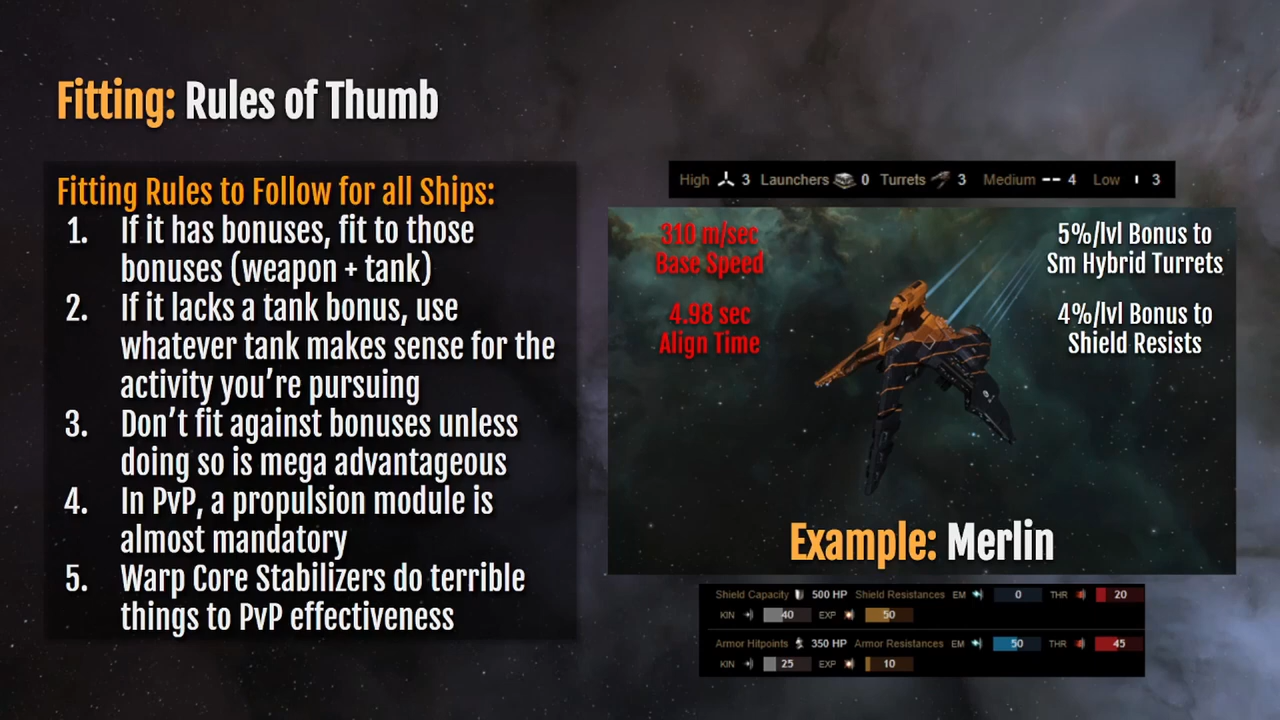 Fitting: Rules of Thumb
Fitting Rules to Follow for all Ships:
1. If it has bonuses, fit to those
bonuses (weapon + tank)
2. If it lacks a tank bonus, use
whatever tank makes sense for the
activity you're pursuing
3. Don't fit against bonuses unless
doing so is mega advantageous
4. In PvP, a propulsion module is
almost mandatory
5. Warp Core Stabilizers do terrible
things to PvP effectiveness
High 3 Launchers 0 Turrets 3 Medium 4 Low 3
310 m/sec
Base Speed
4.98 sec
Align Time
5%/lvl Bonus to
Sm Hybrid Turrets
4%/lvl Bonus to
Shield Resists
Example: Merlin
Shield Capacity 500 HP Shield Resistances EM 0 THR 20
KIN 40 EXP 50
Armor Hitpoints 350 HP Armor Resistances EM 50 THR 45
KIN 25 EXP 10